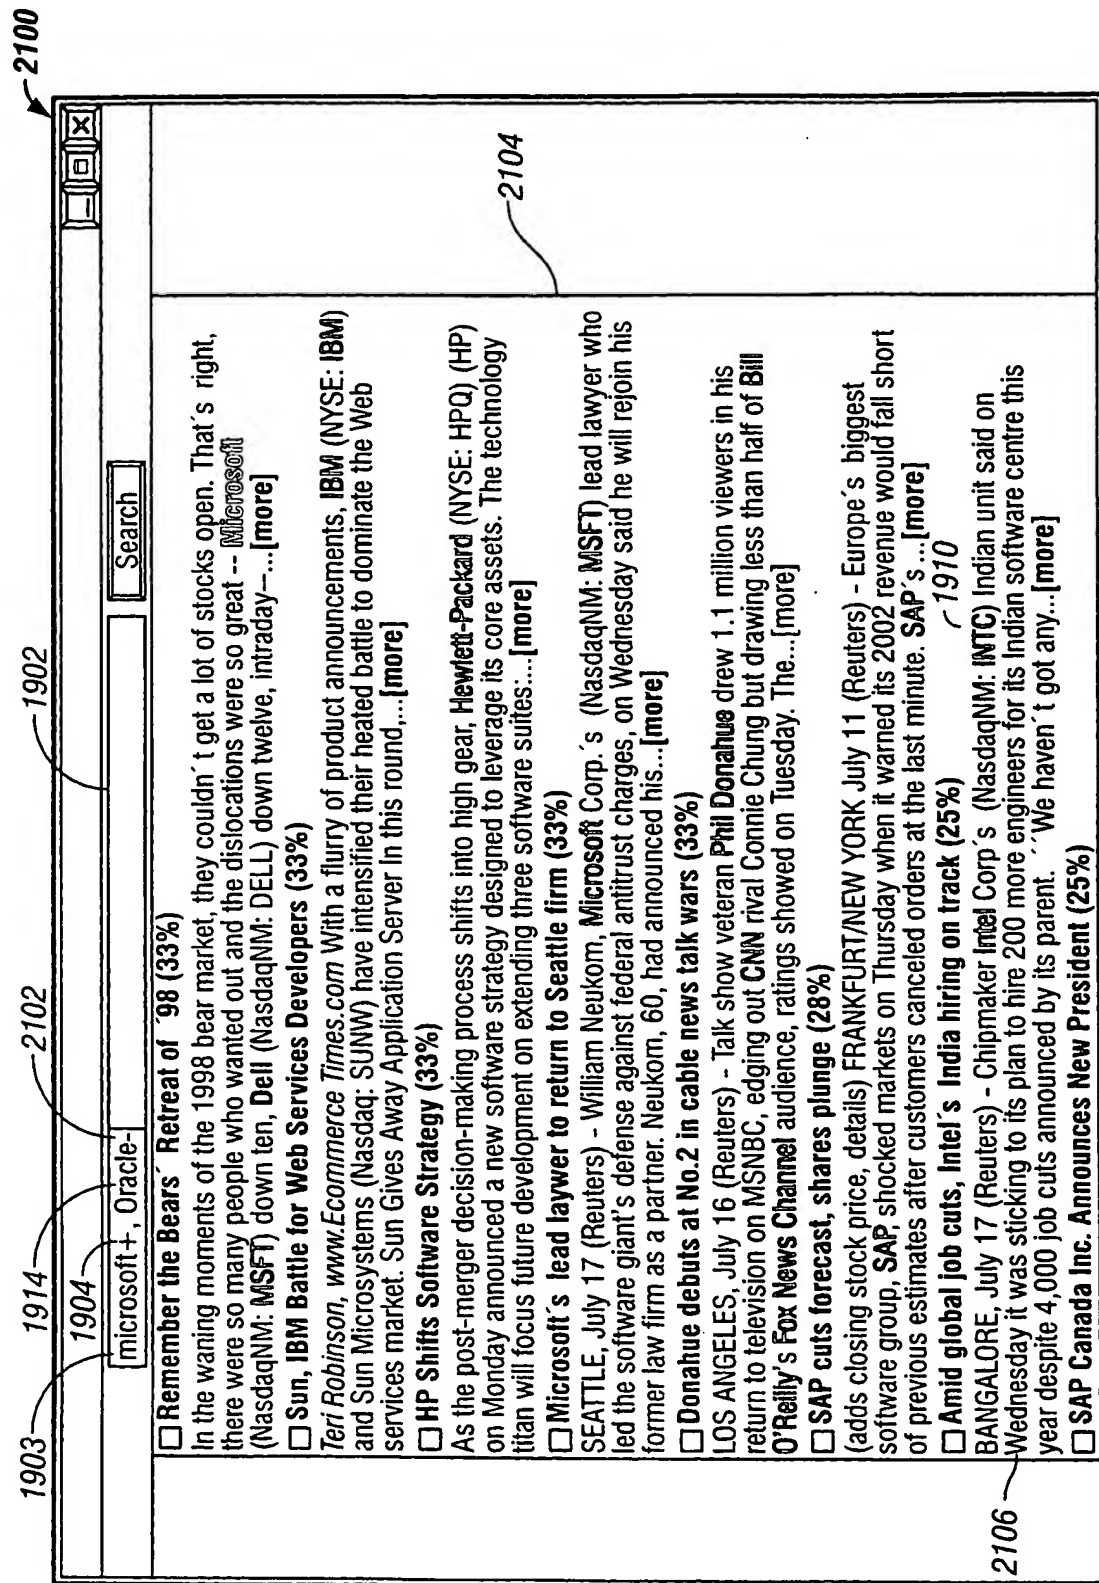 2100
1903
1904
1914
2102
1902
microsoft+, Oracle-
Search
☐ Remember the Bears´ Retreat of ´98 (33%)
In the waning moments of the 1998 bear market, they couldn´t get a lot of stocks open. That´s right,
there were so many people who wanted out and the dislocations were so great -- Microsoft
(NasdaqNM: MSFT) down ten, Dell (NasdaqNM: DELL) down twelve, intraday--...[more]
☐ Sun, IBM Battle for Web Services Developers (33%)
Teri Robinson, www.Ecommerce Times.com With a flurry of product announcements, IBM (NYSE: IBM)
and Sun Microsystems (Nasdaq: SUNW) have intensified their heated battle to dominate the Web
services market. Sun Gives Away Application Server In this round,...[more]
☐ HP Shifts Software Strategy (33%)
As the post-merger decision-making process shifts into high gear, Hewlett-Packard (NYSE: HPQ) (HP)
on Monday announced a new software strategy designed to leverage its core assets. The technology
titan will focus future development on extending three software suites:...[more]
☐ Microsoft´s lead laywer to return to Seattle firm (33%)
SEATTLE, July 17 (Reuters) - William Neukom, Microsoft Corp.´s (NasdaqNM: MSFT) lead lawyer who
led the software giant's defense against federal antitrust charges, on Wednesday said he will rejoin his
former law firm as a partner. Neukom, 60, had announced his...[more]
☐ Donahue debuts at No.2 in cable news talk wars (33%)
LOS ANGELES, July 16 (Reuters) - Talk show veteran Phil Donahue drew 1.1 million viewers in his
return to television on MSNBC, edging out CNN rival Connie Chung but drawing less than half of Bill
O'Reilly's Fox News Channel audience, ratings showed on Tuesday. The...[more]
☐ SAP cuts forecast, shares plunge (28%)
(adds closing stock price, details) FRANKFURT/NEW YORK July 11 (Reuters) - Europe´s biggest
software group, SAP, shocked markets on Thursday when it warned its 2002 revenue would fall short
of previous estimates after customers canceled orders at the last minute. SAP´s ...[more]
☐ Amid global job cuts, Intel´s India hiring on track (25%)
BANGALORE, July 17 (Reuters) - Chipmaker Intel Corp´s (NasdaqNM: INTC) Indian unit said on
Wednesday it was sticking to its plan to hire 200 more engineers for its Indian software centre this
year despite 4,000 job cuts announced by its parent. ´´We haven´t got any...[more]
☐ SAP Canada Inc. Announces New President (25%)
2104
1910
2106